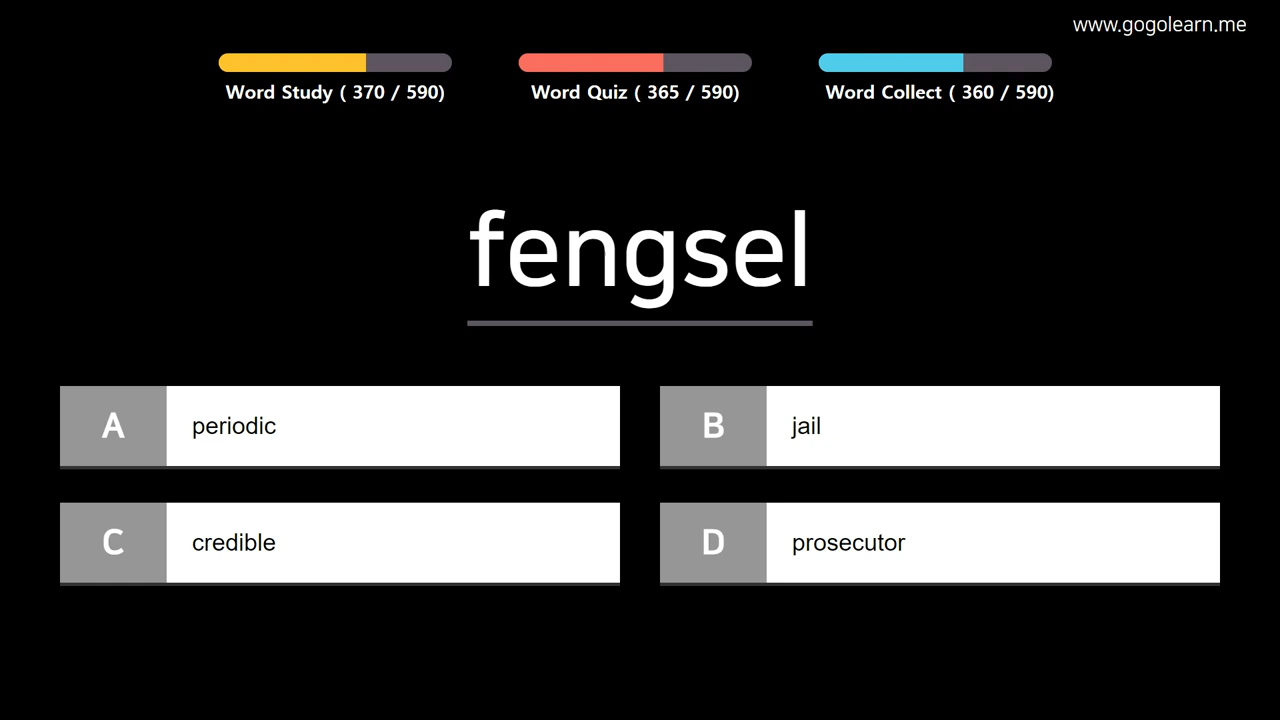 www.gogolearn.me
Word Study ( 370 / 590)
Word Quiz ( 365 / 590)
Word Collect ( 360 / 590)
fengsel
A periodic
B jail
C credible
D prosecutor